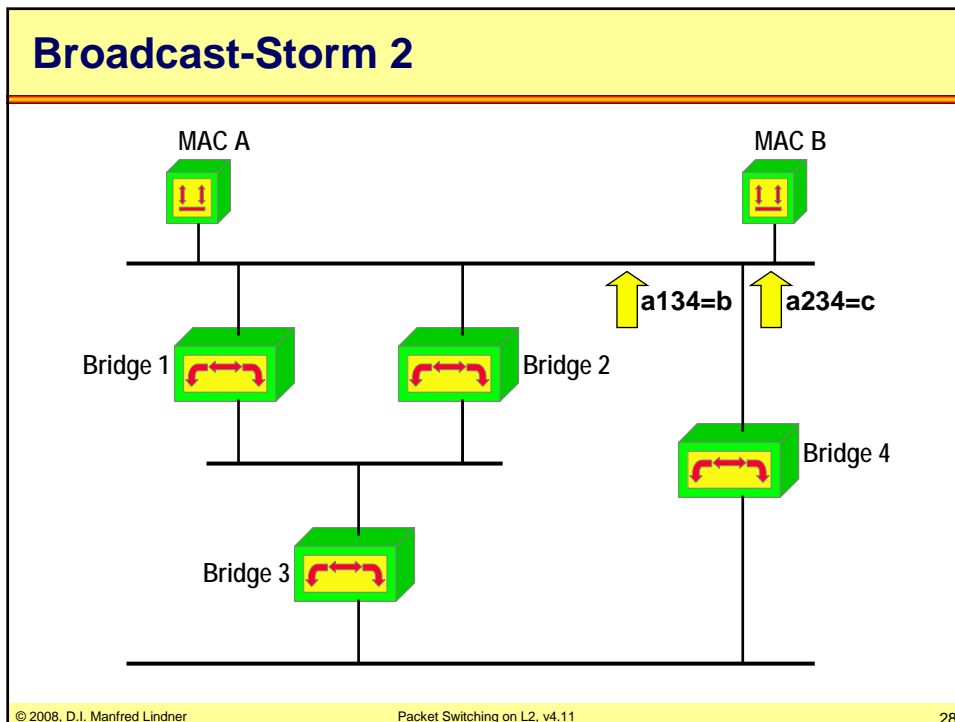 Broadcast-Storm 2
MAC A
MAC B
a134=b
a234=c
Bridge 1
Bridge 2
Bridge 4
Bridge 3
© 2008, D.I. Manfred Lindner
Packet Switching on L2, v4.11
28